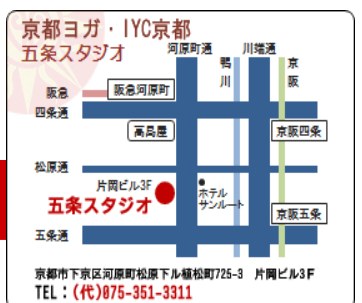 京都ヨガ・IYC京都
五条スタジオ
河原町通
川端通
鴨川
京阪
阪急
阪急河原町
四条通
高島屋
京阪四条
松原通
片岡ビル3F
五条スタジオ
ホテル
サンルート
京阪五条
五条通
京都市下京区河原町松原下ル植松町725-3 片岡ビル3F
TEL：(代)075-351-3311